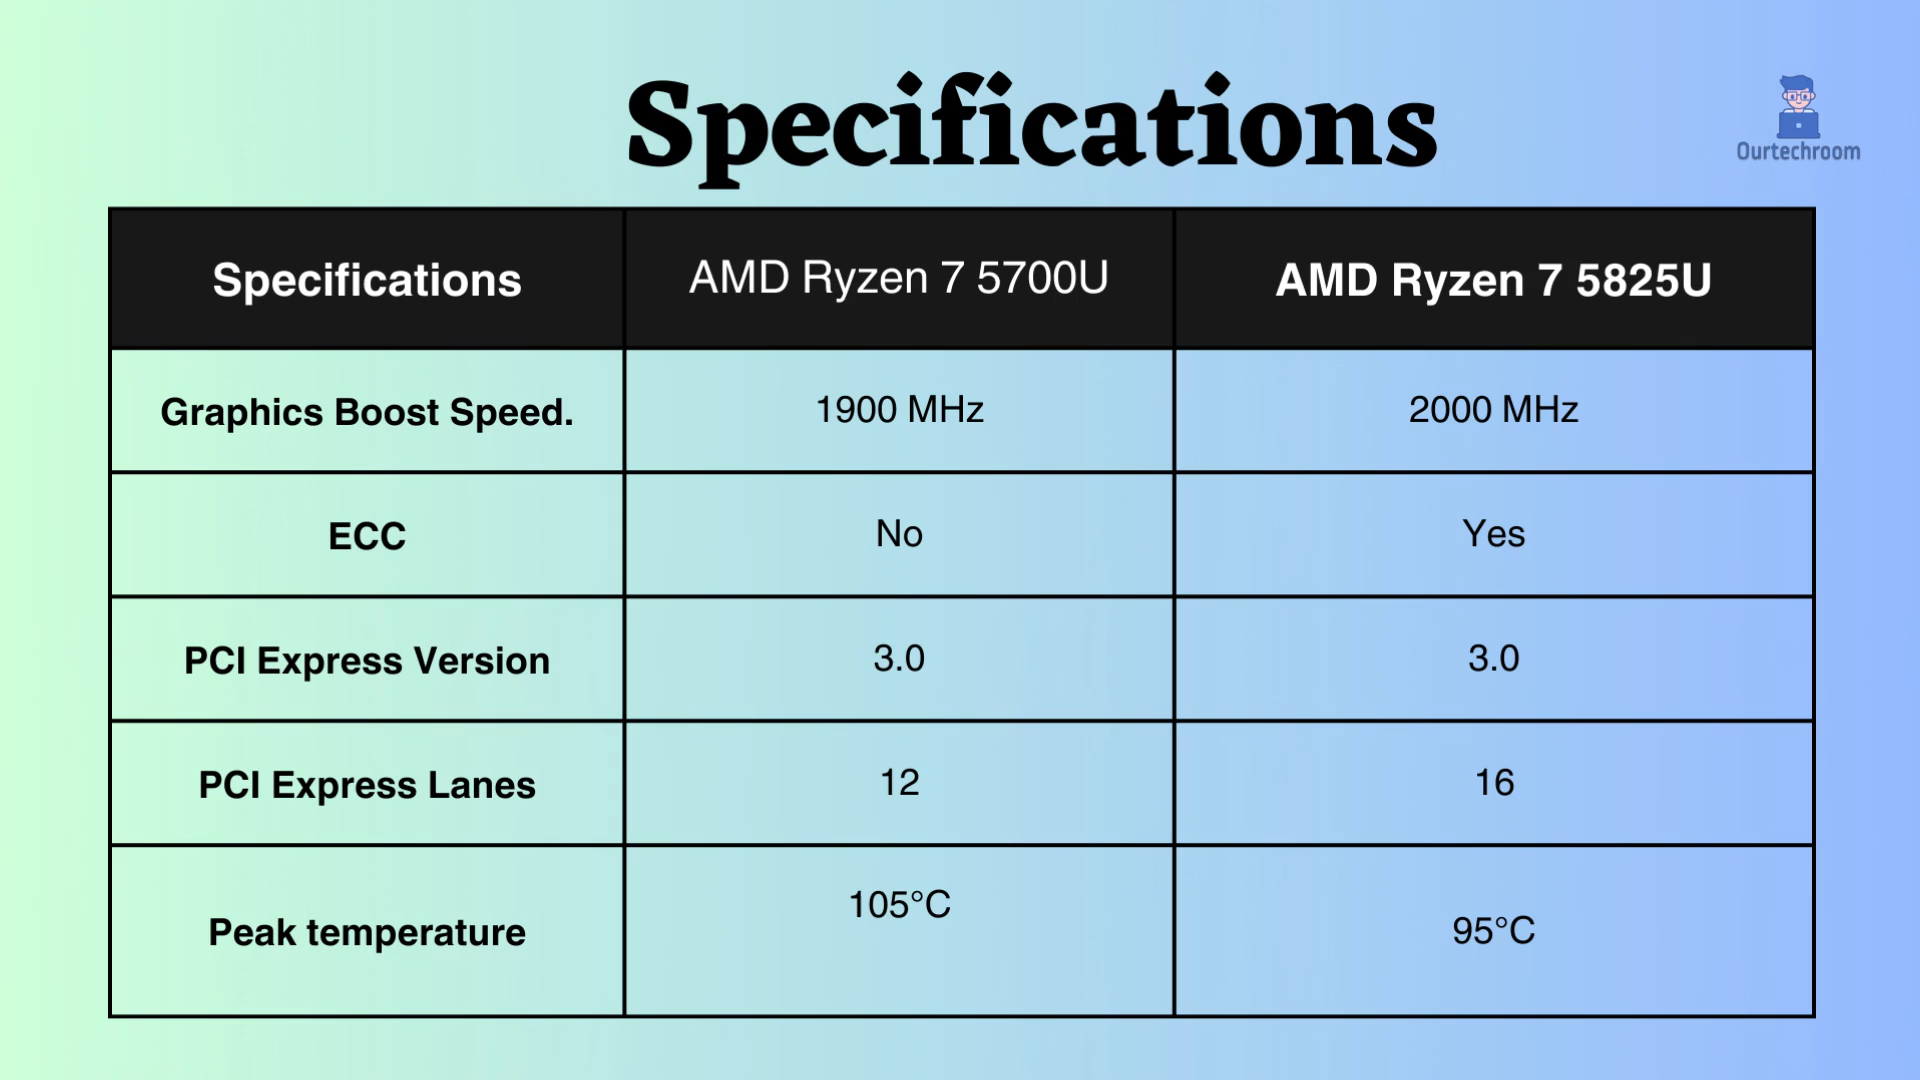 Specifications
Ourtechroom
Specifications AMD Ryzen 7 5700U AMD Ryzen 7 5825U
Graphics Boost Speed. 1900 MHz 2000 MHz
ECC No Yes
PCI Express Version 3.0 3.0
PCI Express Lanes 12 16
Peak temperature 105°C 95°C